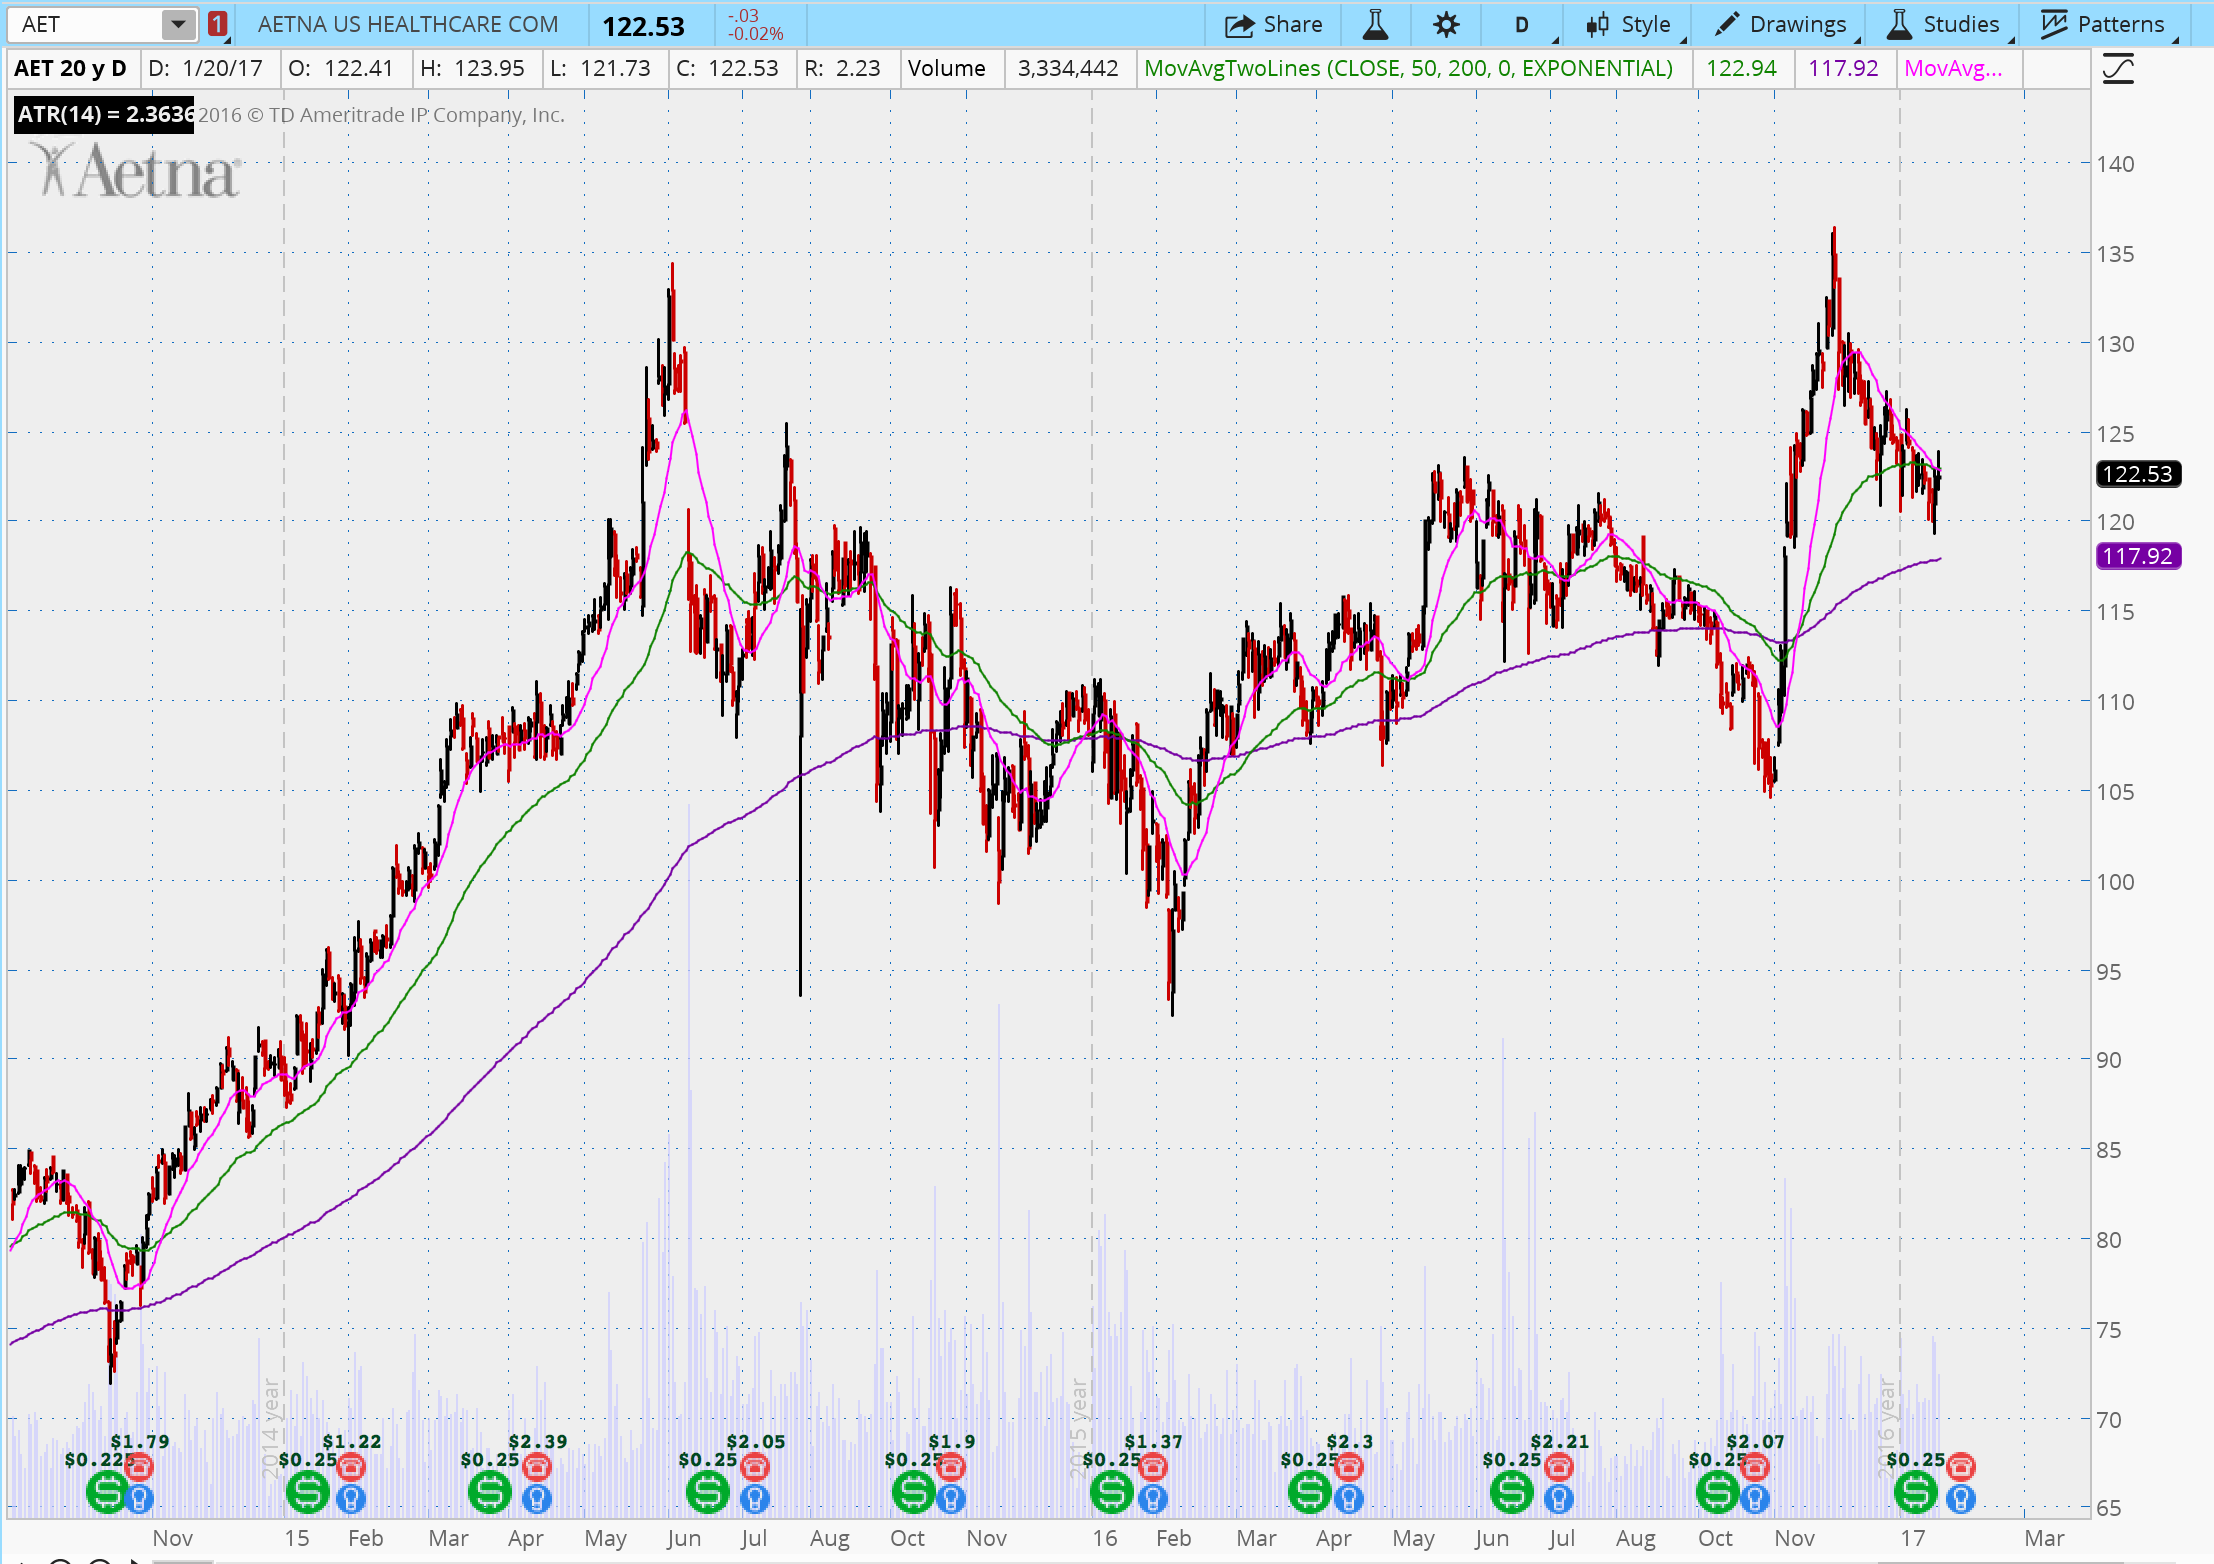 AET 1 AETNA US HEALTHCARE COM 122.53 -.03 -0.02% Share D Style Drawings Studies Patterns
AET 20 y D D: 1/20/17 O: 122.41 H: 123.95 L: 121.73 C: 122.53 R: 2.23 Volume 3,334,442 MovAvgTwoLines (CLOSE, 50, 200, 0, EXPONENTIAL) 122.94 117.92 MovAvg...
ATR(14) = 2.3636 2016 © TD Ameritrade IP Company, Inc.
Aetna
140
135
130
125
122.53
120
117.92
115
110
105
100
95
90
85
80
75
70
65
2014 year
2015 year
2016 year
$1.79 $1.22 $2.39 $2.05 $1.9 $1.37 $2.3 $2.21 $2.07
$0.225 $0.25 $0.25 $0.25 $0.25 $0.25 $0.25 $0.25 $0.25 $0.25
Nov 15 Feb Mar Apr May Jun Jul Aug Oct Nov 16 Feb Mar Apr May Jun Jul Aug Oct Nov 17 Mar